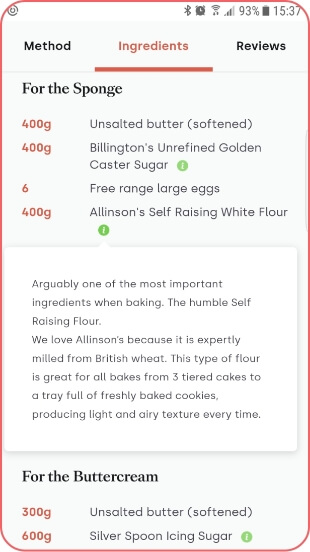 93% 15:37
Method Ingredients Reviews
For the Sponge
400g Unsalted butter (softened)
400g Billington's Unrefined Golden
Caster Sugar i
6 Free range large eggs
400g Allinson's Self Raising White Flour
i
Arguably one of the most important
ingredients when baking. The humble Self
Raising Flour.
We love Allinson's because it is expertly
milled from British wheat. This type of flour
is great for all bakes from 3 tiered cakes to
a tray full of freshly baked cookies,
producing light and airy texture every time.
For the Buttercream
300g Unsalted butter (softened)
600g Silver Spoon Icing Sugar i